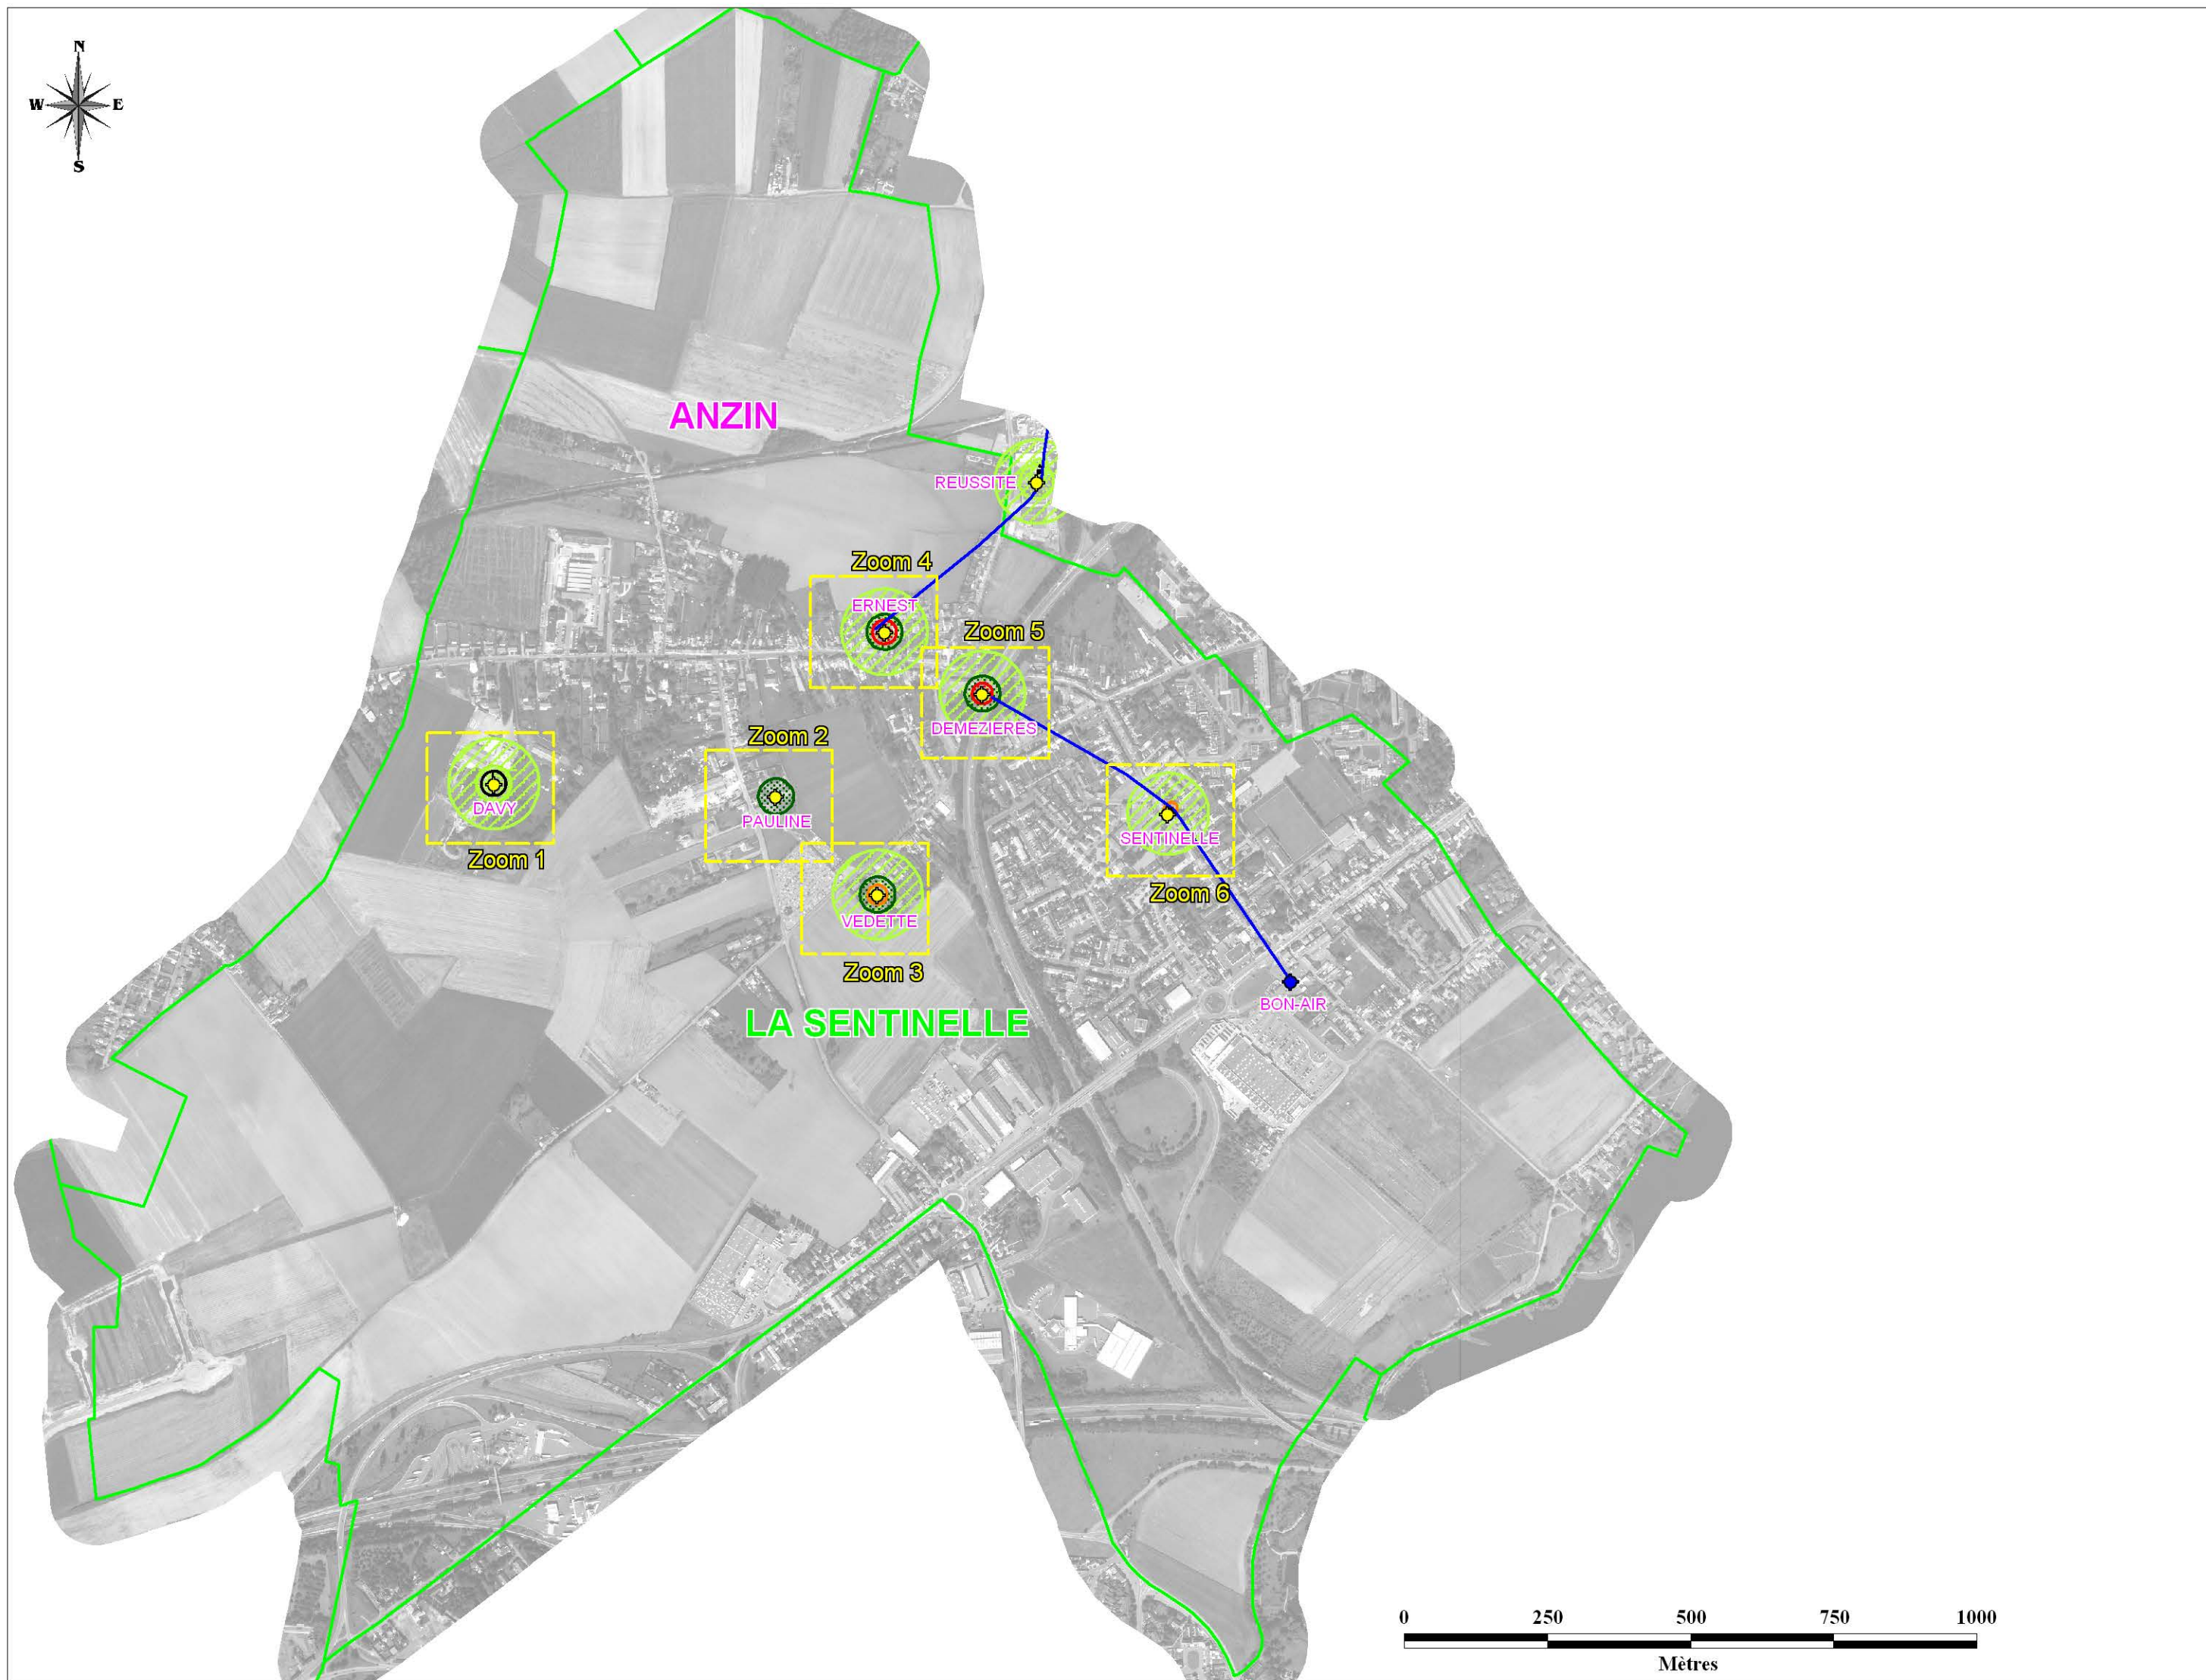 N
W
E
S
ANZIN
REUSSITE
Zoom 4
ERNEST
Zoom 5
DEMEZIERES
Zoom 2
PAULINE
DAVY
Zoom 1
SENTINELLE
Zoom 6
VEDETTE
Zoom 3
BON-AIR
LA SENTINELLE
0 250 500 750 1000
Mètres